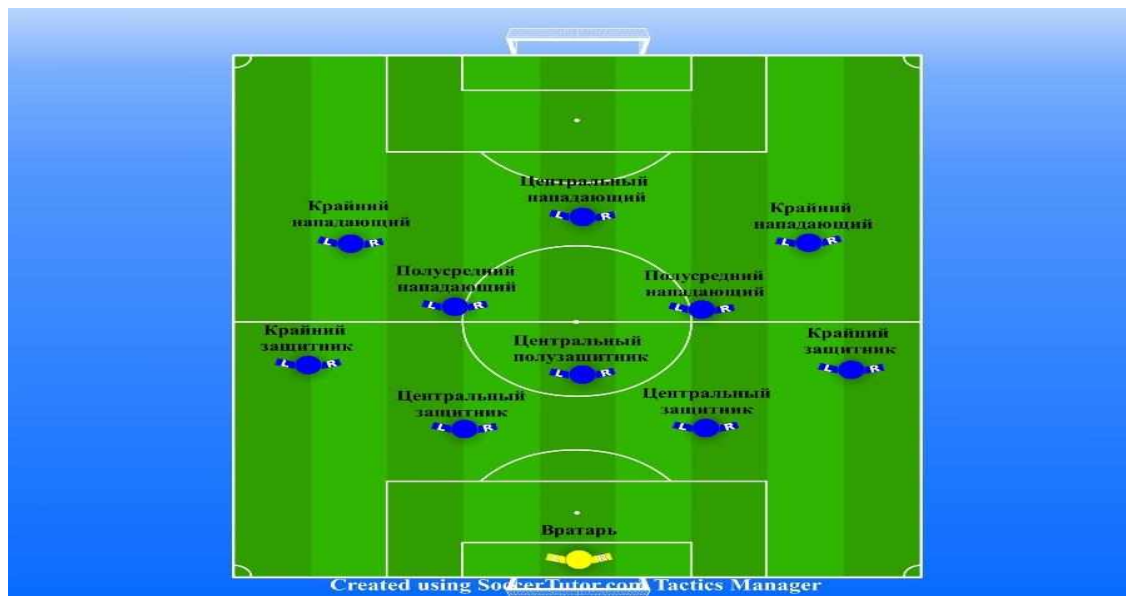 Центральный
нападающий
L R
Крайний
нападающий
L R
Крайний
нападающий
L R
Полусредний
нападающий
L R
Полусредний
нападающий
L R
Крайний
защитник
L R
Центральный
полузащитник
L R
Крайний
защитник
L R
Центральный
защитник
L R
Центральный
защитник
L R
Вратарь
Created using SoccerTutor.com Tactics Manager